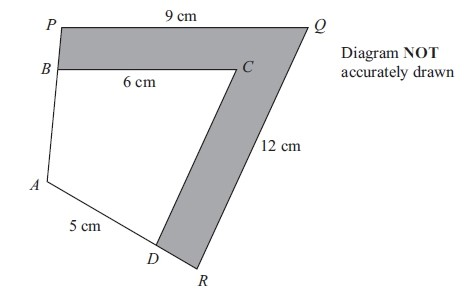 9 cm
P
Q
Diagram NOT
accurately drawn
B
C
6 cm
12 cm
A
5 cm
D
R